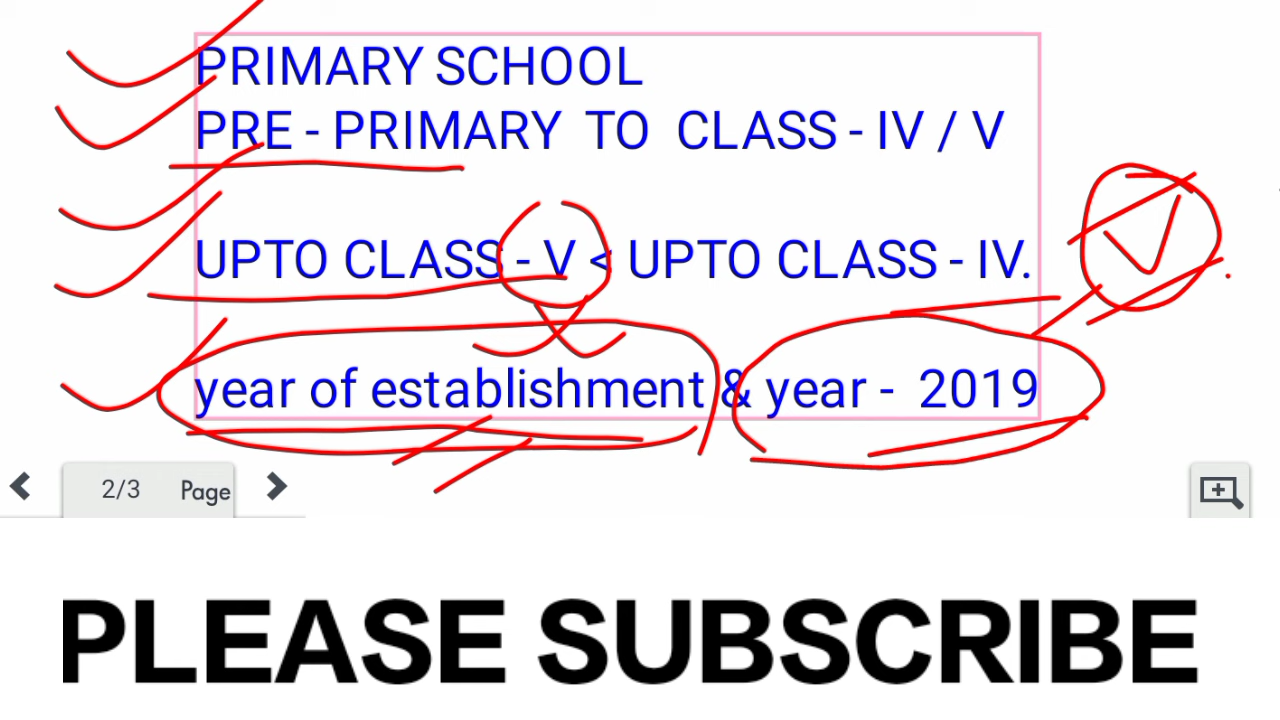 PRIMARY SCHOOL
PRE - PRIMARY TO CLASS - IV / V
UPTO CLASS - V < UPTO CLASS - IV.
V
year of establishment & year - 2019
2/3 Page
PLEASE SUBSCRIBE